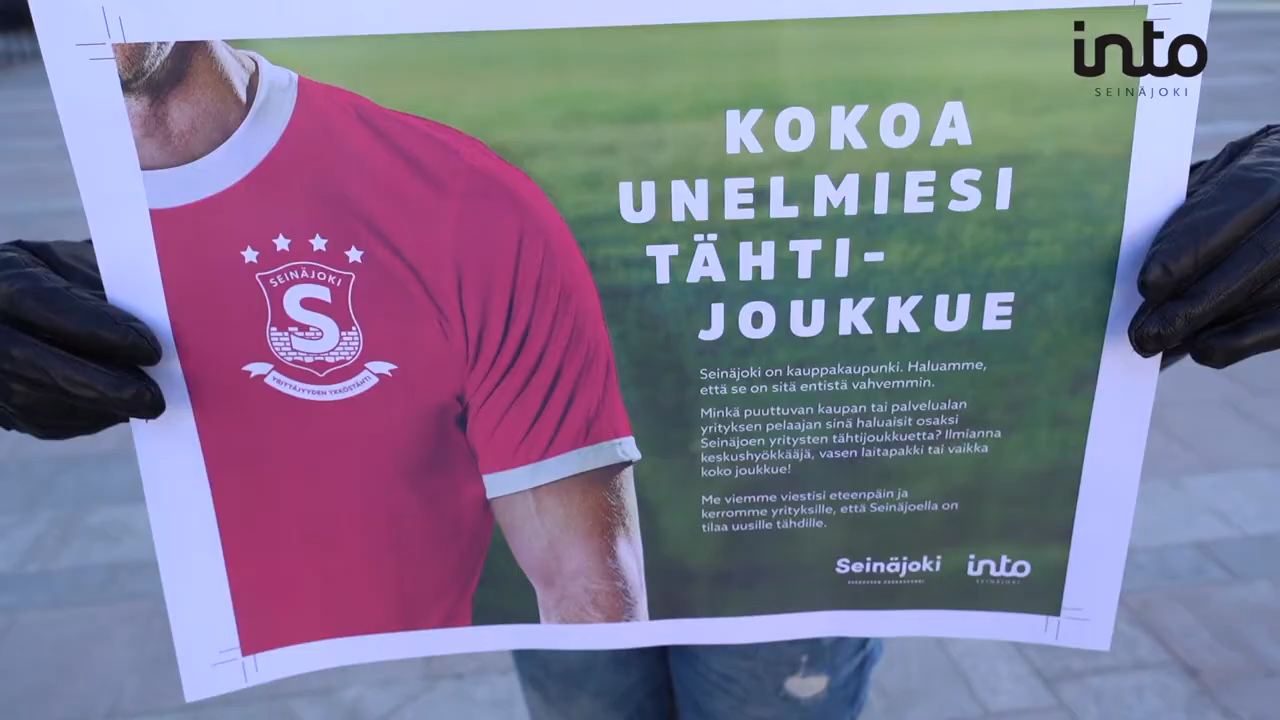 into
SEINÄJOKI
KOKOA
UNELMIESI
TÄHTI-
JOUKKUE
SEINÄJOKI
S
YRITTÄJYYDEN YKKÖSTÄHTI
Seinäjoki on kauppakaupunki. Haluamme,
että se on sitä entistä vahvemmin.
Minkä puuttuvan kaupan tai palvelualan
yrityksen pelaajan sinä haluaisit osaksi
Seinäjoen yritysten tähtijoukkuetta? Ilmianna
keskushyökkääjä, vasen laitapakki tai vaikka
koko joukkue!
Me viemme viestisi eteenpäin ja
kerromme yrityksille, että Seinäjoella on
tilaa uusille tähdille.
Seinäjoki
into
SEINÄJOKI